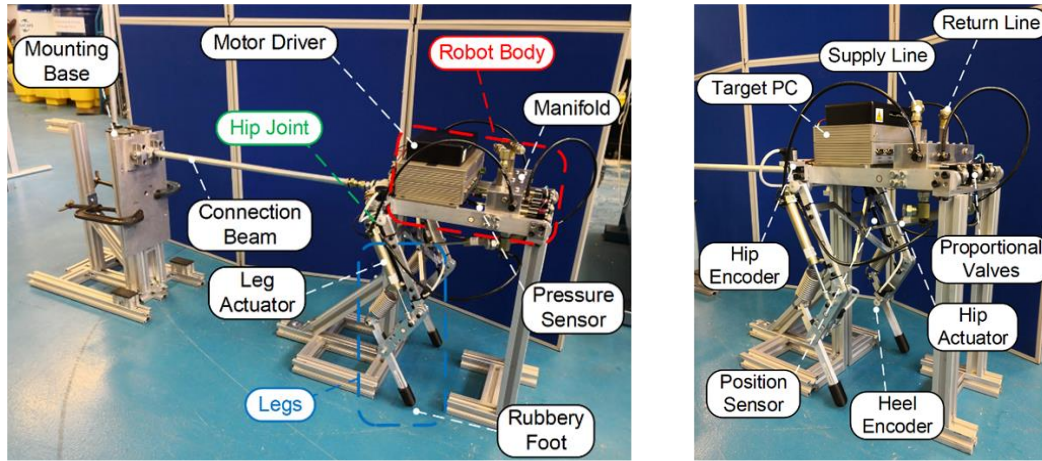 Mounting
Base
Motor Driver
Robot Body
Manifold
Hip Joint
Connection
Beam
Leg
Actuator
Pressure
Sensor
Legs
Rubbery
Foot
Return Line
Supply Line
Target PC
Hip
Encoder
Proportional
Valves
Hip
Actuator
Position
Sensor
Heel
Encoder